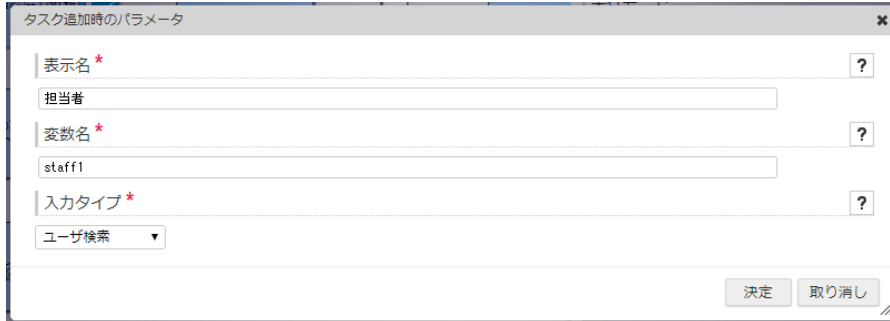 タスク追加時のパラメータ
×
表示名*
?
担当者
変数名*
?
staff1
入力タイプ*
?
ユーザ検索 ▼
決定 取り消し